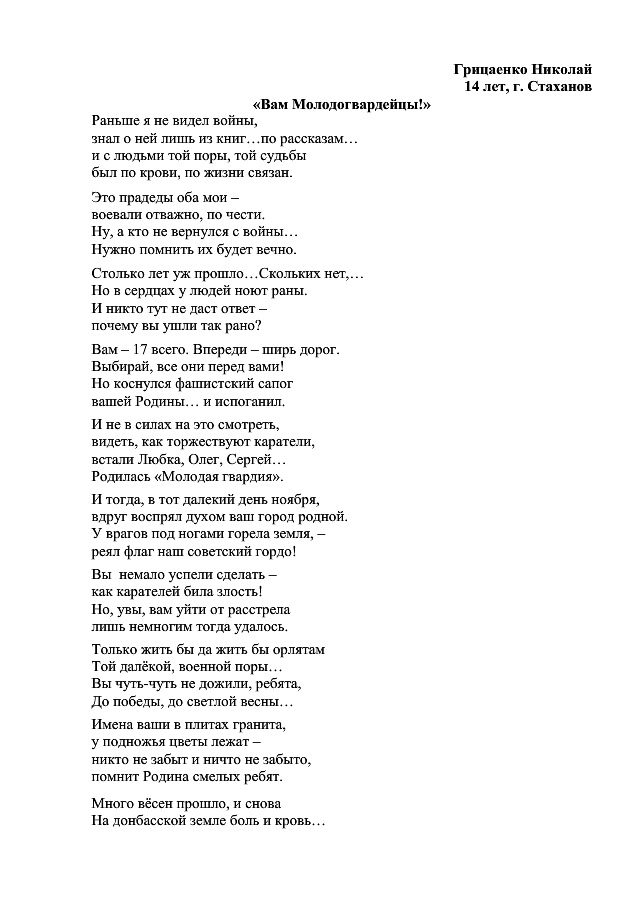 Грицаенко Николай
14 лет, г. Стаханов
«Вам Молодогвардейцы!»
Раньше я не видел войны,
знал о ней лишь из книг…по рассказам…
и с людьми той поры, той судьбы
был по крови, по жизни связан.
Это прадеды оба мои –
воевали отважно, по чести.
Ну, а кто не вернулся с войны…
Нужно помнить их будет вечно.
Столько лет уж прошло…Скольких нет,…
Но в сердцах у людей ноют раны.
И никто тут не даст ответ –
почему вы ушли так рано?
Вам – 17 всего. Впереди – ширь дорог.
Выбирай, все они перед вами!
Но коснулся фашистский сапог
вашей Родины… и испоганил.
И не в силах на это смотреть,
видеть, как торжествуют каратели,
встали Любка, Олег, Сергей…
Родилась «Молодая гвардия».
И тогда, в тот далекий день ноября,
вдруг воспрял духом ваш город родной.
У врагов под ногами горела земля, –
реял флаг наш советский гордо!
Вы  немало успели сделать –
как карателей била злость!
Но, увы, вам уйти от расстрела
лишь немногим тогда удалось.
Только жить бы да жить бы орлятам
Той далёкой, военной поры…
Вы чуть-чуть не дожили, ребята,
До победы, до светлой весны…
Имена ваши в плитах гранита,
у подножья цветы лежат –
никто не забыт и ничто не забыто,
помнит Родина смелых ребят.
Много вёсен прошло, и снова
На донбасской земле боль и кровь…